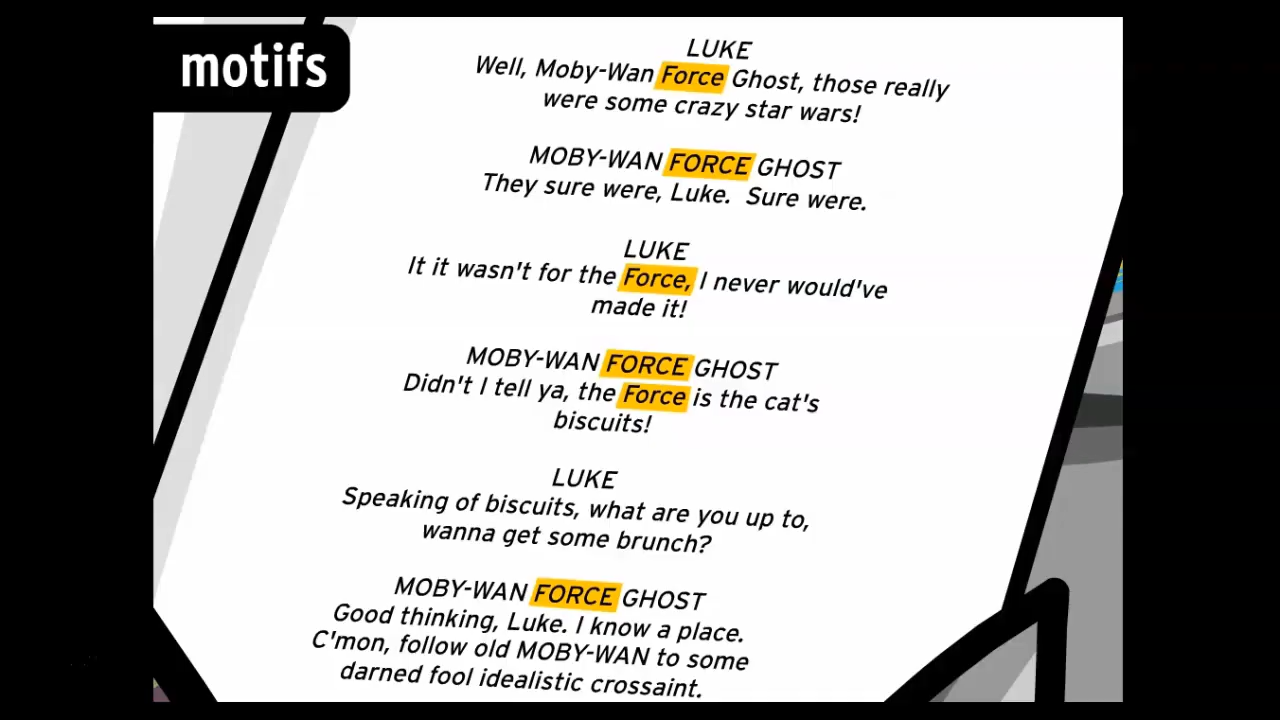 motifs
LUKE
Well, Moby-Wan Force Ghost, those really
were some crazy star wars!
MOBY-WAN FORCE GHOST
They sure were, Luke.  Sure were.
LUKE
It it wasn't for the Force, I never would've
made it!
MOBY-WAN FORCE GHOST
Didn't I tell ya, the Force is the cat's
biscuits!
LUKE
Speaking of biscuits, what are you up to,
wanna get some brunch?
MOBY-WAN FORCE GHOST
Good thinking, Luke. I know a place.
C'mon, follow old MOBY-WAN to some
darned fool idealistic crossaint.